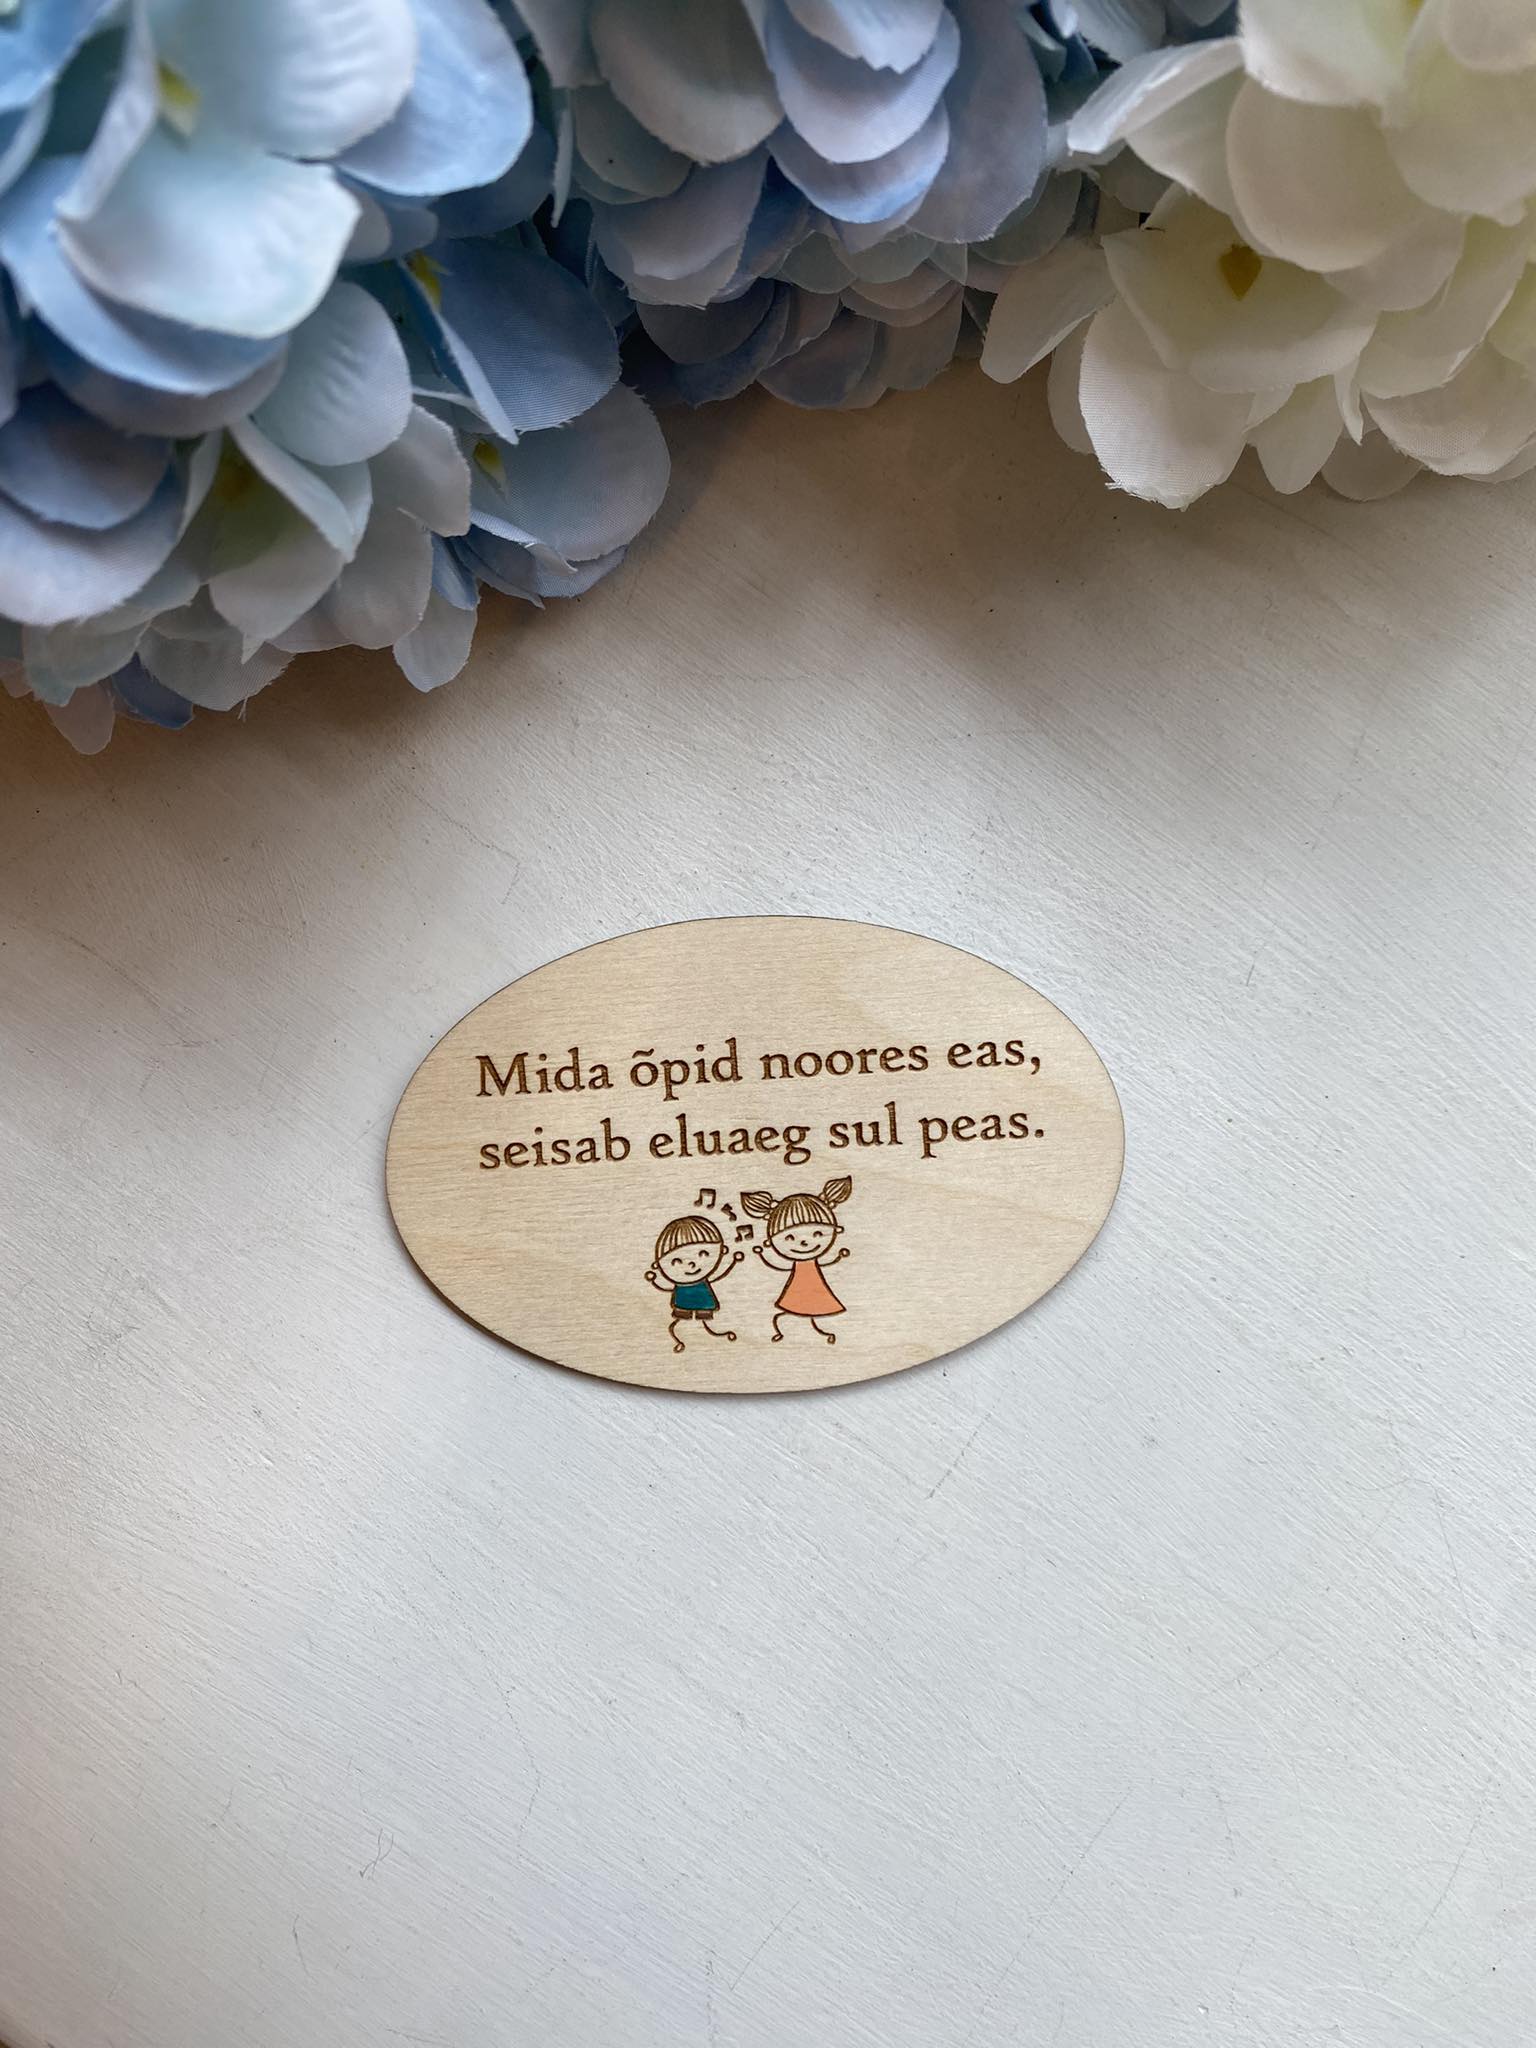 Mida õpid noores eas,
seisab eluaeg sul peas.